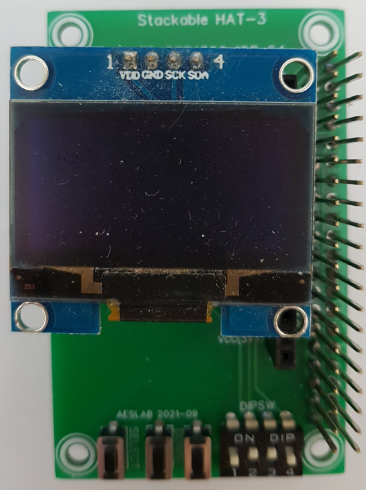 Stackable HAT-3
1 4
VDD GND SCK SDA
AESLAB 2021-09
DIPSW
ON DIP
1 2 3 4